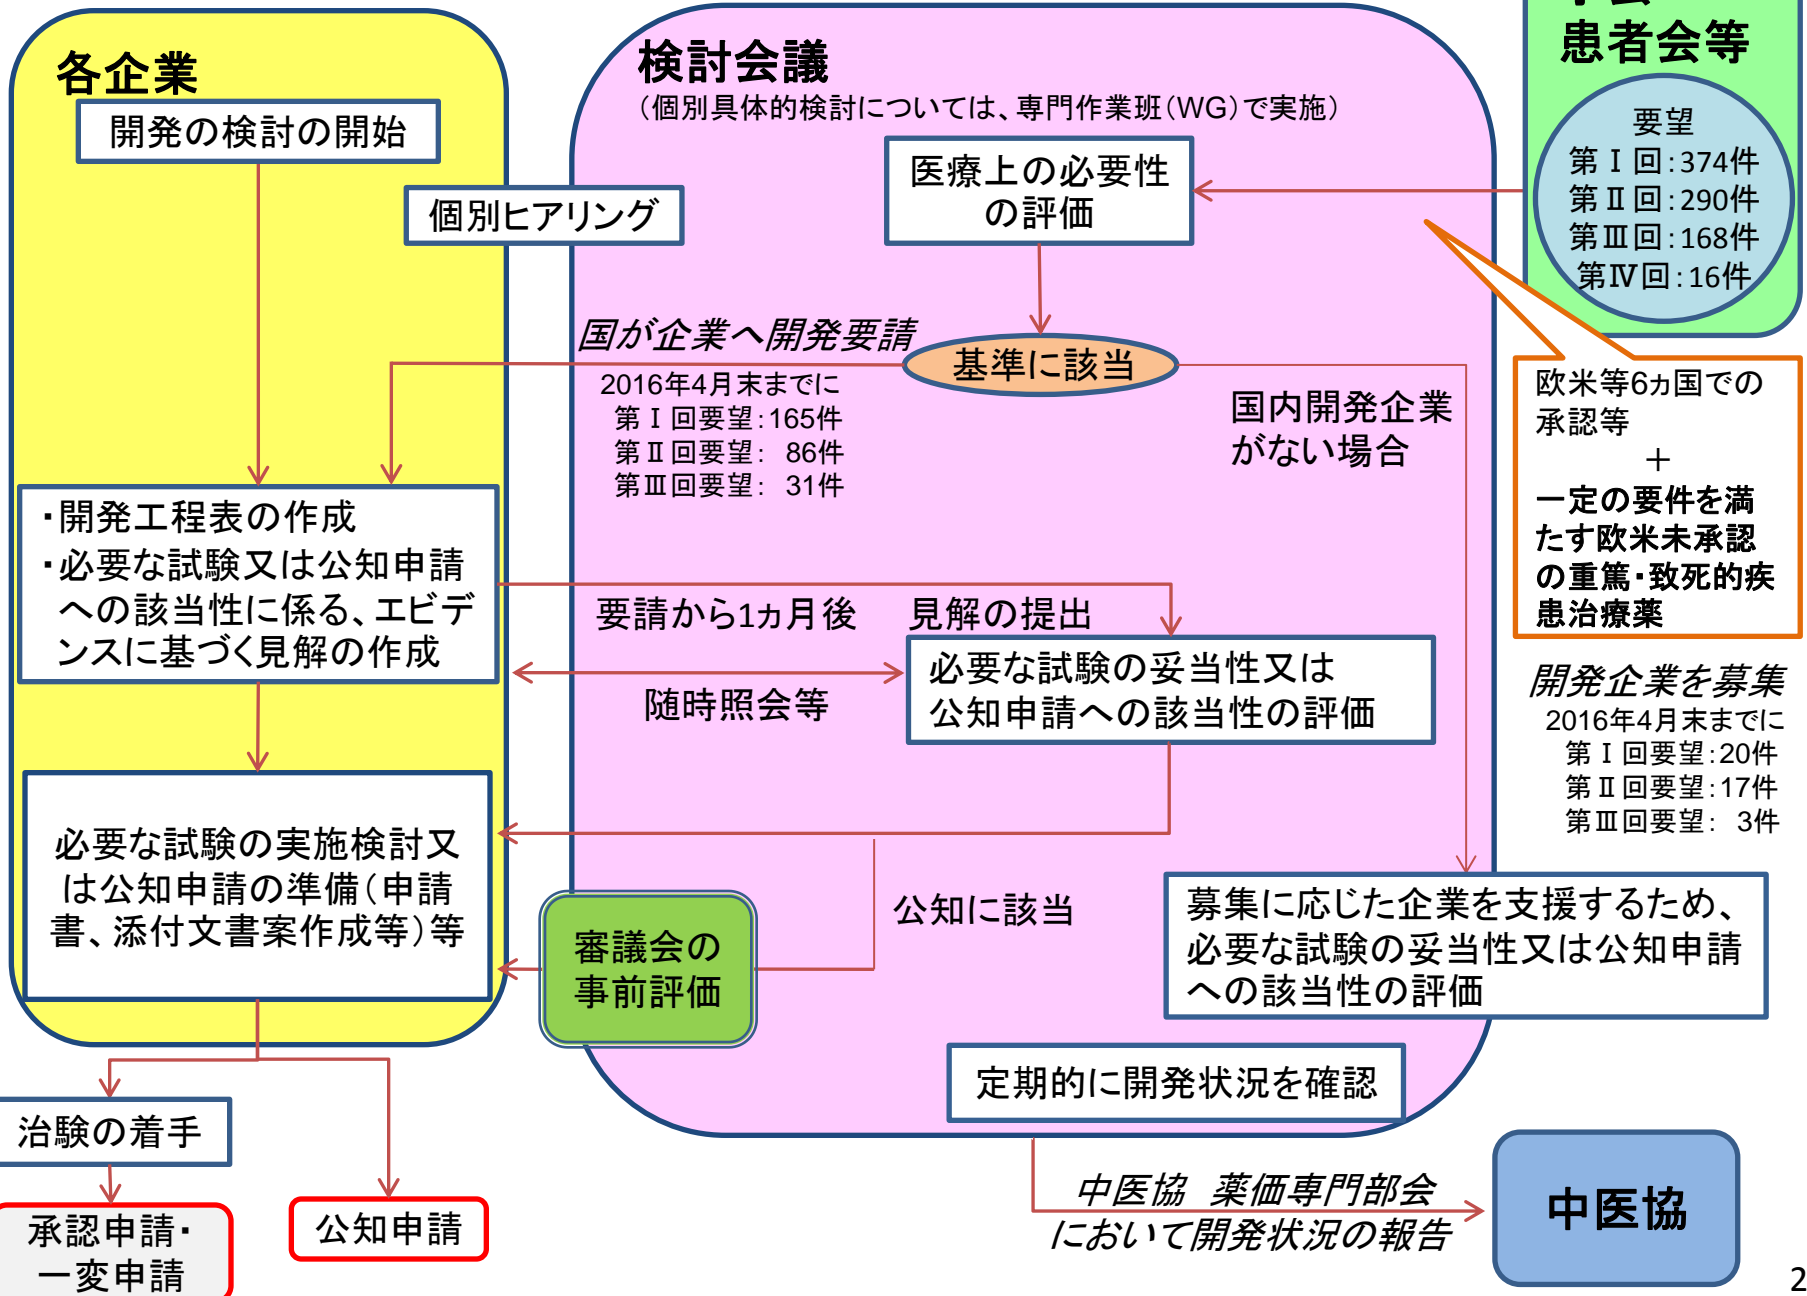 各企業
開発の検討の開始
・開発工程表の作成
・必要な試験又は公知申請
への該当性に係る、エビデ
ンスに基づく見解の作成
必要な試験の実施検討又
は公知申請の準備（申請
書、添付文書案作成等）等
治験の着手
承認申請・
一変申請
公知申請
個別ヒアリング
検討会議
（個別具体的検討については、専門作業班（WG）で実施）
医療上の必要性
の評価
基準に該当
国が企業へ開発要請
2016年4月末までに
第Ⅰ回要望：165件
第Ⅱ回要望： 86件
第Ⅲ回要望： 31件
国内開発企業
がない場合
要請から1ヵ月後　見解の提出
随時照会等
必要な試験の妥当性又は
公知申請への該当性の評価
公知に該当
審議会の
事前評価
募集に応じた企業を支援するため、
必要な試験の妥当性又は公知申請
への該当性の評価
定期的に開発状況を確認
中医協　薬価専門部会
において開発状況の報告
中医協
患者会等
要望
第Ⅰ回：374件
第Ⅱ回：290件
第Ⅲ回：168件
第Ⅳ回：16件
欧米等6ヵ国での
承認等
＋
一定の要件を満
たす欧米未承認
の重篤・致死的疾
患治療薬
開発企業を募集
2016年4月末までに
第Ⅰ回要望：20件
第Ⅱ回要望：17件
第Ⅲ回要望： 3件
2